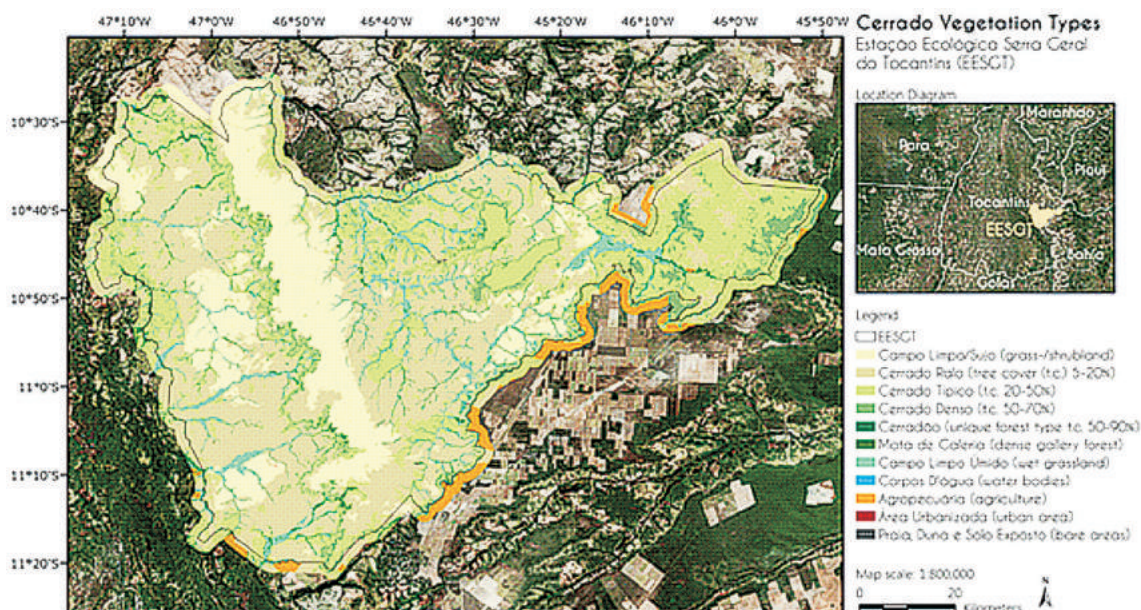 47°10'W 47°0'W 46°50'W 45°40'W 46°30'W 45°20'W 46°10'W 45°0'W 45°50'W
10°30'S
10°40'S
10°50'S
11°0'S
11°10'S
11°20'S
Cerrado Vegetation Types
Estação Ecológica Serra Geral
do Tocantins (EESGT)
Location Diagram
Maranhão
Para
Piauí
Tocantins
EESGT
Mato Grosso
Bahia
Goías
Legend
EESGT
Campo Limpo/Sujo (grass-/shrubland)
Cerrado Ralo (tree cover (t.c.) 5-20%)
Cerrado Típico (t.c. 20-50%)
Cerrado Denso (t.c. 50-70%)
Cerradão (unique forest type t.c. 50-90%)
Mata de Galeria (dense gallery forest)
Campo Limpo Úmido (wet grassland)
Corpos D'água (water bodies)
Agropecuária (agriculture)
Área Urbanizada (urban area)
Praia, Duna e Solo Exposto (bare areas)
Map scale: 1:800,000
0 20
Kilometers
N